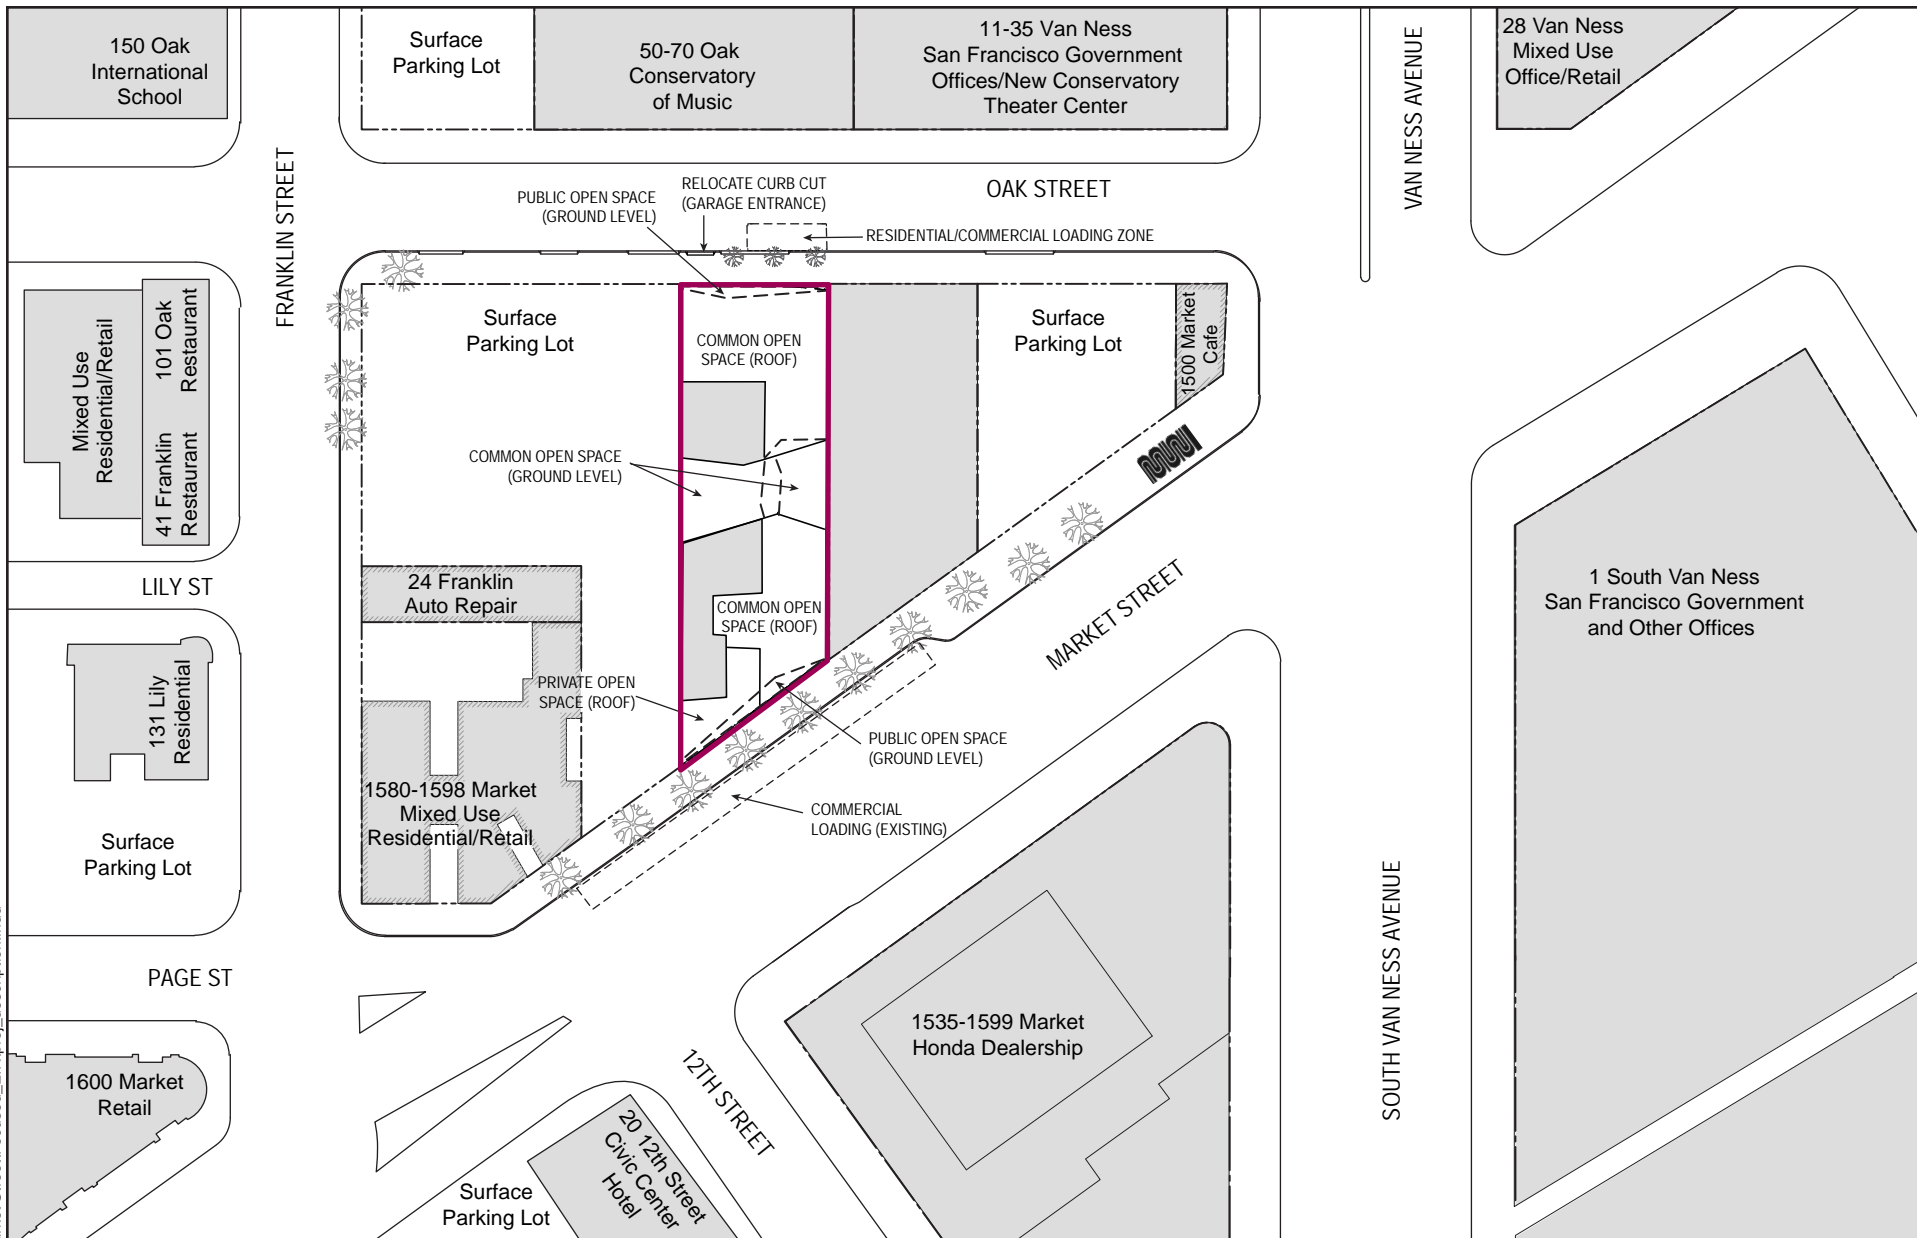 150 Oak
International
School
Surface
Parking Lot
50-70 Oak
Conservatory
of Music
11-35 Van Ness
San Francisco Government
Offices/New Conservatory
Theater Center
VAN NESS AVENUE
28 Van Ness
Mixed Use
Office/Retail
FRANKLIN STREET
PUBLIC OPEN SPACE
(GROUND LEVEL)
RELOCATE CURB CUT
(GARAGE ENTRANCE)
OAK STREET
RESIDENTIAL/COMMERCIAL LOADING ZONE
Mixed Use
Residential/Retail
101 Oak
Restaurant
41 Franklin
Restaurant
Surface
Parking Lot
COMMON OPEN
SPACE (ROOF)
Surface
Parking Lot
1500 Market
Cafe
COMMON OPEN SPACE
(GROUND LEVEL)
MUNI
LILY ST
24 Franklin
Auto Repair
COMMON OPEN
SPACE (ROOF)
MARKET STREET
1 South Van Ness
San Francisco Government
and Other Offices
131 Lily
Residential
PRIVATE OPEN
SPACE (ROOF)
PUBLIC OPEN SPACE
(GROUND LEVEL)
1580-1598 Market
Mixed Use
Residential/Retail
COMMERCIAL
LOADING (EXISTING)
Surface
Parking Lot
SOUTH VAN NESS AVENUE
PAGE ST
1535-1599 Market
Honda Dealership
12TH STREET
1600 Market
Retail
20 12th Street
Civic Center
Hotel
Surface
Parking Lot